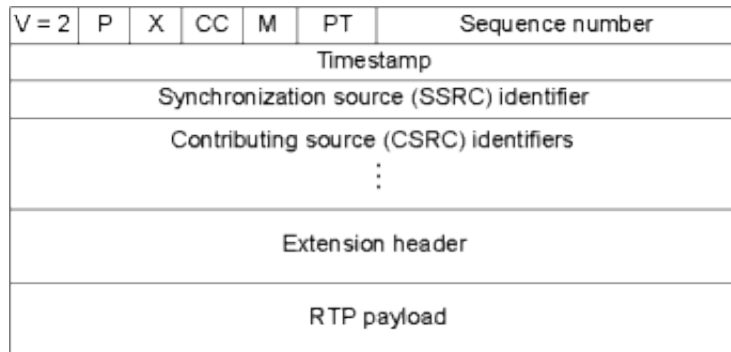 V = 2 P X CC M PT Sequence number
Timestamp
Synchronization source (SSRC) identifier
Contributing source (CSRC) identifiers
⋮
Extension header
RTP payload